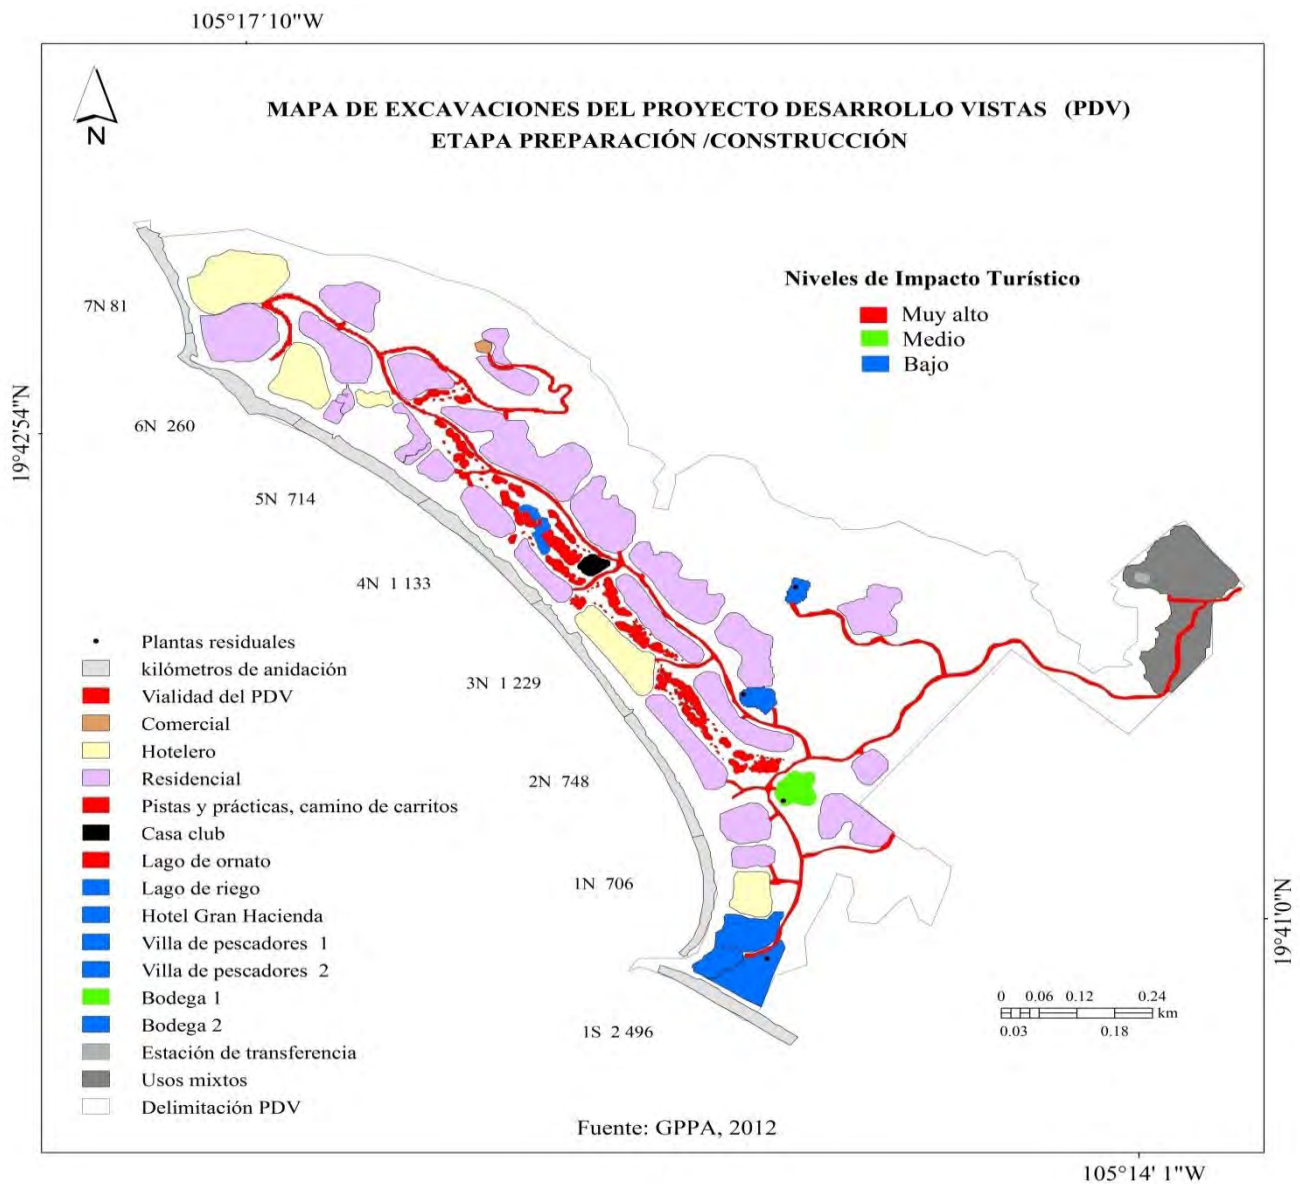 105°17´10"W
MAPA DE EXCAVACIONES DEL PROYECTO DESARROLLO VISTAS (PDV)
ETAPA PREPARACIÓN /CONSTRUCCIÓN
N
Niveles de Impacto Turístico
Muy alto
Medio
Bajo
7N 81
6N 260
5N 714
4N 1 133
3N 1 229
2N 748
1N 706
1S 2 496
19°42'54"N
19°41'0"N
Plantas residuales
kilómetros de anidación
Vialidad del PDV
Comercial
Hotelero
Residencial
Pistas y prácticas, camino de carritos
Casa club
Lago de ornato
Lago de riego
Hotel Gran Hacienda
Villa de pescadores 1
Villa de pescadores 2
Bodega 1
Bodega 2
Estación de transferencia
Usos mixtos
Delimitación PDV
0 0.06 0.12 0.24
km
0.03 0.18
Fuente: GPPA, 2012
105°14' 1"W